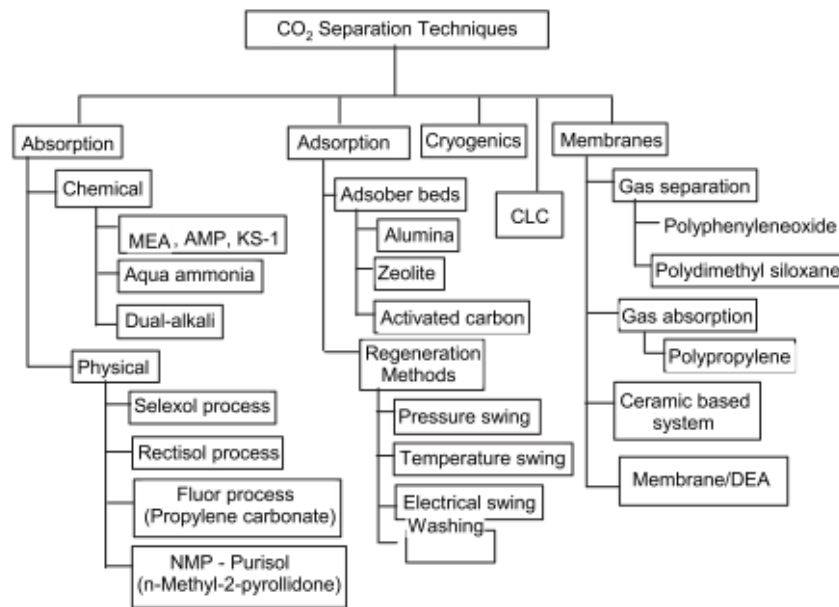 CO₂ Separation Techniques
Absorption
Chemical
MEA, AMP, KS-1
Aqua ammonia
Dual-alkali
Physical
Selexol process
Rectisol process
Fluor process
(Propylene carbonate)
NMP - Purisol
(n-Methyl-2-pyrollidone)
Adsorption
Adsober beds
Alumina
Zeolite
Activated carbon
Regeneration
Methods
Pressure swing
Temperature swing
Electrical swing
Washing
Cryogenics
CLC
Membranes
Gas separation
Polyphenyleneoxide
Polydimethyl siloxane
Gas absorption
Polypropylene
Ceramic based
system
Membrane/DEA